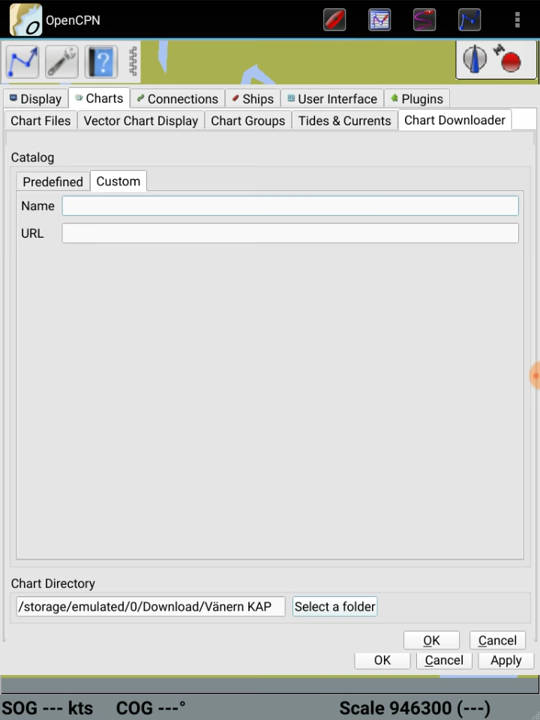 OpenCPN
Display Charts Connections Ships User Interface Plugins
Chart Files Vector Chart Display Chart Groups Tides & Currents Chart Downloader
Catalog
Predefined Custom
Name
URL
Chart Directory
/storage/emulated/0/Download/Vänern KAP Select a folder
OK Cancel
OK Cancel Apply
SOG --- kts COG ---° Scale 946300 (---)